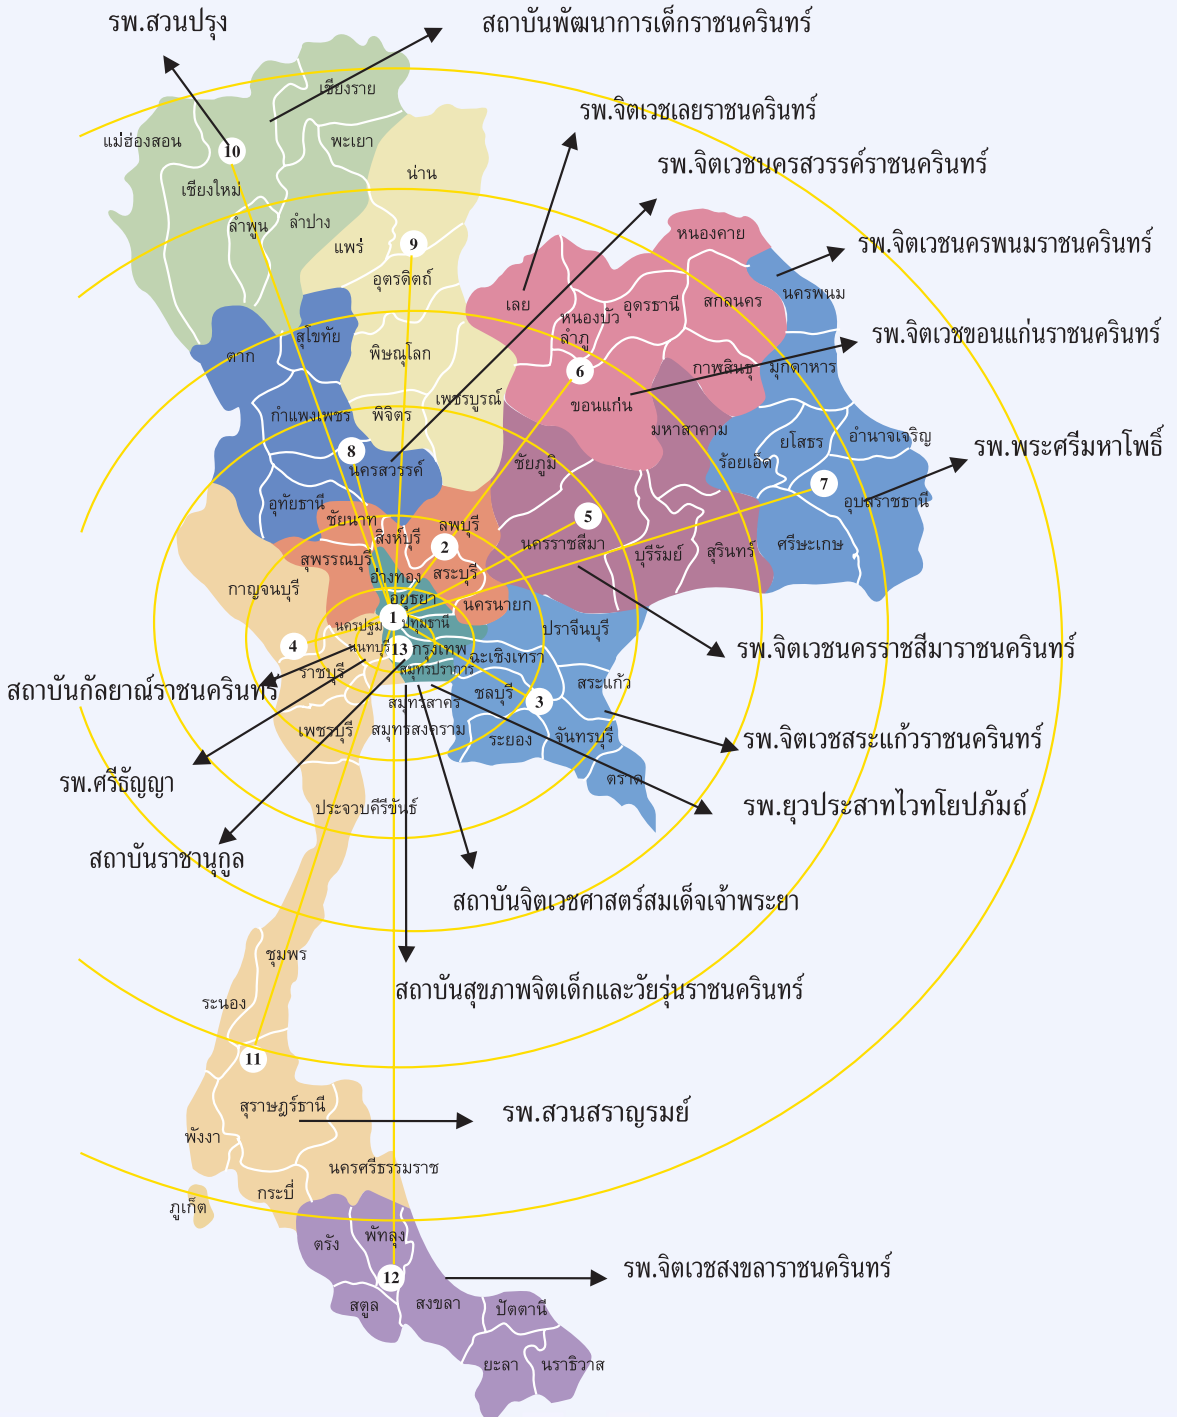 รพ.สวนปรุง
สถาบันพัฒนาการเด็กราชนครินทร์
เชียงราย
รพ.จิตเวชเลยราชนครินทร์
แม่ฮ่องสอน
พะเยา
10
รพ.จิตเวชนครสวรรค์ราชนครินทร์
น่าน
เชียงใหม่
ลำพูน
ลำปาง
แพร่
9
หนองคาย
รพ.จิตเวชนครพนมราชนครินทร์
อุตรดิตถ์
นครพนม
เลย
หนองบัว
ลำภู
อุดรธานี
สกลนคร
สุโขทัย
ตาก
รพ.จิตเวชขอนแก่นราชนครินทร์
พิษณุโลก
6
กาฬสินธุ์
มุกดาหาร
เพชรบูรณ์
ขอนแก่น
กำแพงเพชร
พิจิตร
มหาสาคาม
ยโสธร
อำนาจเจริญ
รพ.พระศรีมหาโพธิ์
8
นครสวรรค์
ชัยภูมิ
ร้อยเอ็ด
7
อุบลราชธานี
อุทัยธานี
ชัยนาท
สิงห์บุรี
ลพบุรี
5
นครราชสีมา
บุรีรัมย์
สุรินทร์
ศรีษะเกษ
2
สุพรรณบุรี
อ่างทอง
สระบุรี
กาญจนบุรี
อยุธยา
นครนายก
1
นครปฐม
ปทุมธานี
ปราจีนบุรี
4
นนทบุรี
13
กรุงเทพ
ฉะเชิงเทรา
รพ.จิตเวชนครราชสีมาราชนครินทร์
ราชบุรี
สมุทรปราการ
สระแก้ว
สถาบันกัลยาณ์ราชนครินทร์
สมุทรสาคร
ชลบุรี
3
เพชรบุรี
สมุทรสงคราม
ระยอง
จันทรบุรี
รพ.จิตเวชสระแก้วราชนครินทร์
รพ.ศรีธัญญา
ตราด
ประจวบคีรีขันธ์
รพ.ยุวประสาทไวทโยปภัมถ์
สถาบันราชานุกูล
สถาบันจิตเวชศาสตร์สมเด็จเจ้าพระยา
ชุมพร
สถาบันสุขภาพจิตเด็กและวัยรุ่นราชนครินทร์
ระนอง
11
สุราษฎร์ธานี
รพ.สวนสราญรมย์
พังงา
นครศรีธรรมราช
กระบี่
ภูเก็ต
ตรัง
พัทลุง
12
รพ.จิตเวชสงขลาราชนครินทร์
สตูล
สงขลา
ปัตตานี
ยะลา
นราธิวาส